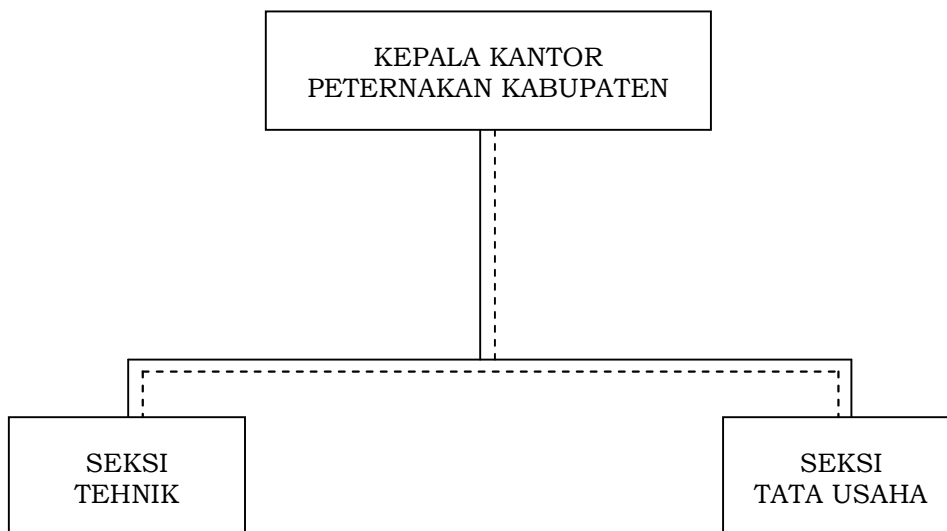 KEPALA KANTOR
PETERNAKAN KABUPATEN
SEKSI
TEHNIK
SEKSI
TATA USAHA